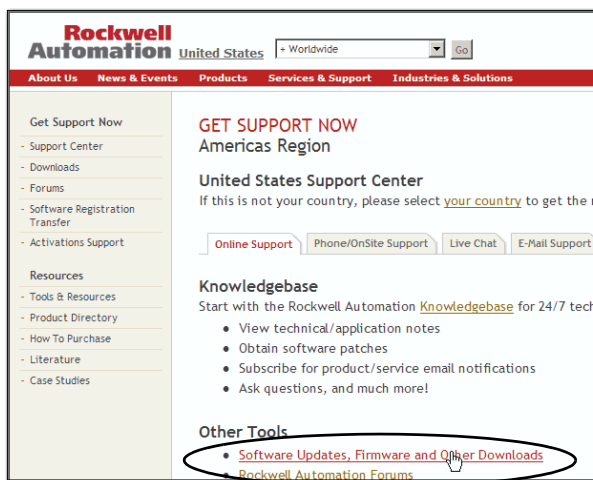 Rockwell
Automation United States + Worldwide Go
About Us News & Events Products Services & Support Industries & Solutions
Get Support Now
- Support Center
- Downloads
- Forums
- Software Registration
Transfer
- Activations Support
Resources
- Tools & Resources
- Product Directory
- How To Purchase
- Literature
- Case Studies
GET SUPPORT NOW
Americas Region
United States Support Center
If this is not your country, please select your country to get the
Online Support Phone/OnSite Support Live Chat E-Mail Support
Knowledgebase
Start with the Rockwell Automation Knowledgebase for 24/7 tech
• View technical/application notes
• Obtain software patches
• Subscribe for product/service email notifications
• Ask questions, and much more!
Other Tools
• Software Updates, Firmware and Other Downloads
• Rockwell Automation Forums